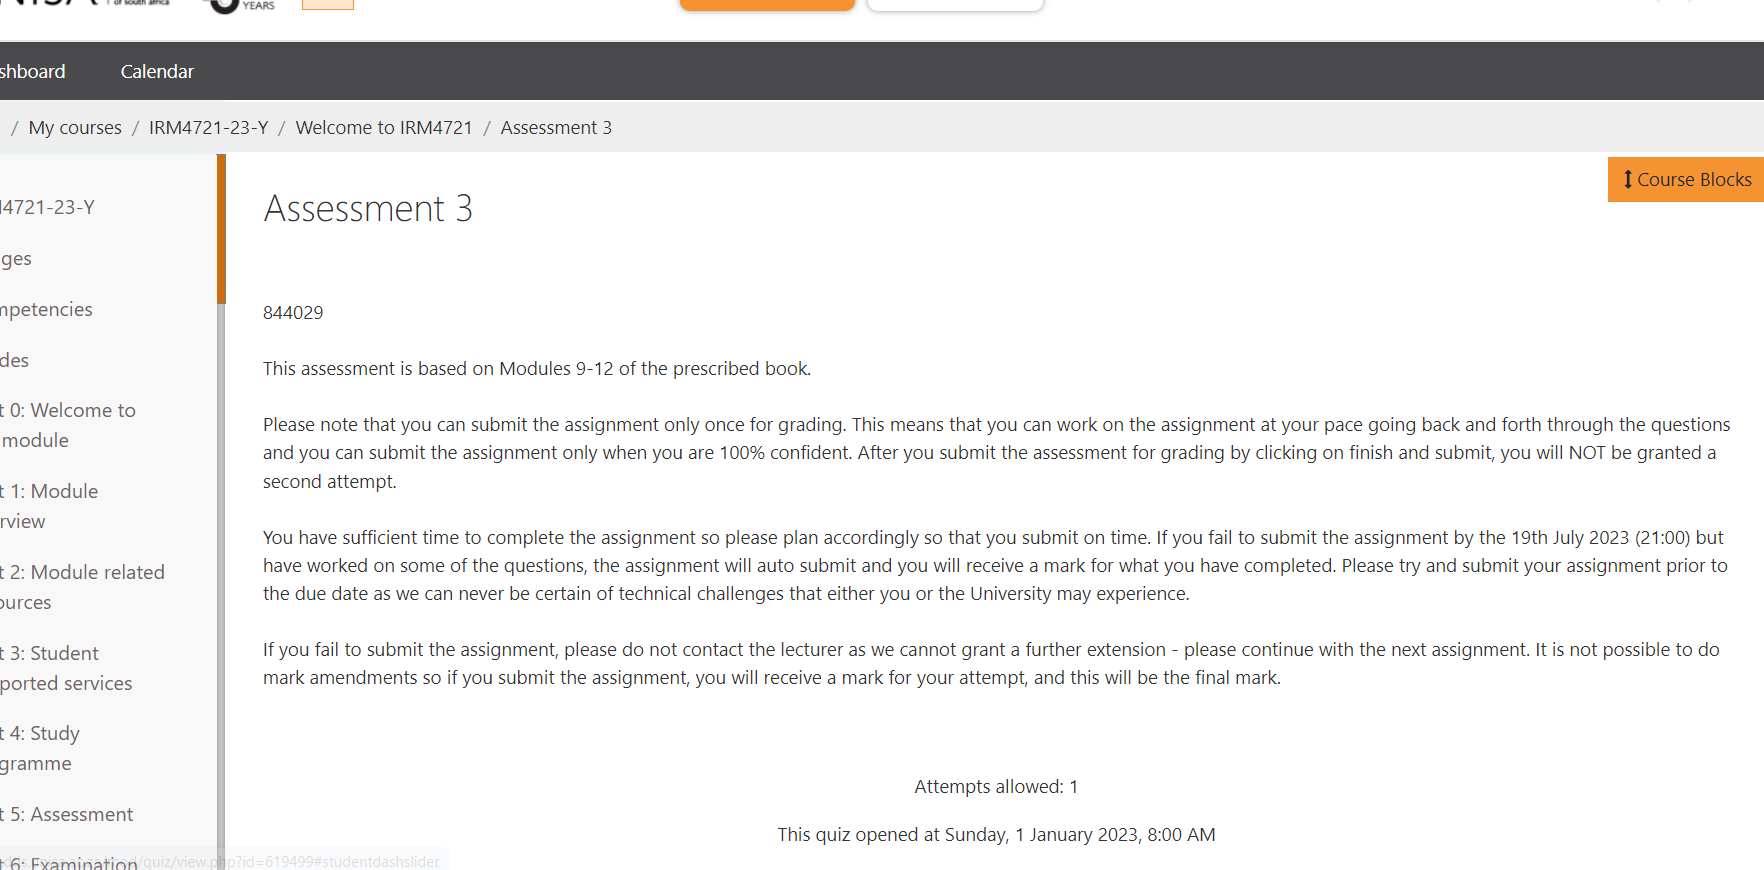 of south africa
YEARS
shboard Calendar
/ My courses / IRM4721-23-Y / Welcome to IRM4721 / Assessment 3
Course Blocks
4721-23-Y
ges
mpetencies
des
t 0: Welcome to
module
t 1: Module
rview
t 2: Module related
ources
t 3: Student
ported services
t 4: Study
gramme
t 5: Assessment
t 6: Examination
Assessment 3
844029
This assessment is based on Modules 9-12 of the prescribed book.
Please note that you can submit the assignment only once for grading. This means that you can work on the assignment at your pace going back and forth through the questions
and you can submit the assignment only when you are 100% confident. After you submit the assessment for grading by clicking on finish and submit, you will NOT be granted a
second attempt.
You have sufficient time to complete the assignment so please plan accordingly so that you submit on time. If you fail to submit the assignment by the 19th July 2023 (21:00) but
have worked on some of the questions, the assignment will auto submit and you will receive a mark for what you have completed. Please try and submit your assignment prior to
the due date as we can never be certain of technical challenges that either you or the University may experience.
If you fail to submit the assignment, please do not contact the lecturer as we cannot grant a further extension - please continue with the next assignment. It is not possible to do
mark amendments so if you submit the assignment, you will receive a mark for your attempt, and this will be the final mark.
Attempts allowed: 1
This quiz opened at Sunday, 1 January 2023, 8:00 AM
/quiz/view.php?id=619499#studentdashslider